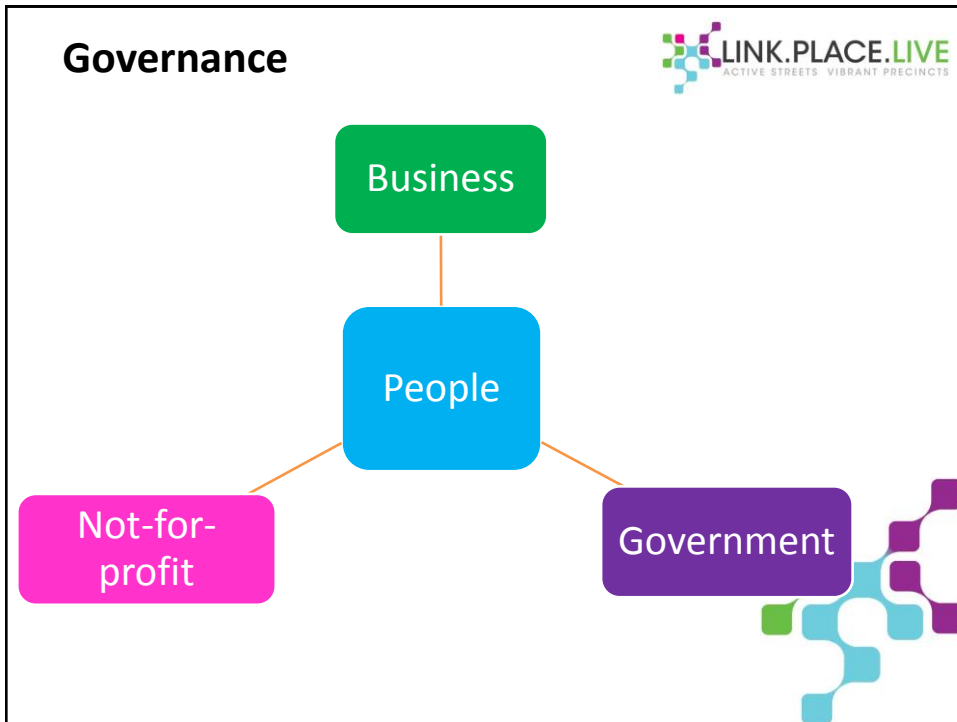 Governance
LINK.PLACE.LIVE
ACTIVE STREETS VIBRANT PRECINCTS
Business
People
Not-for-
profit
Government